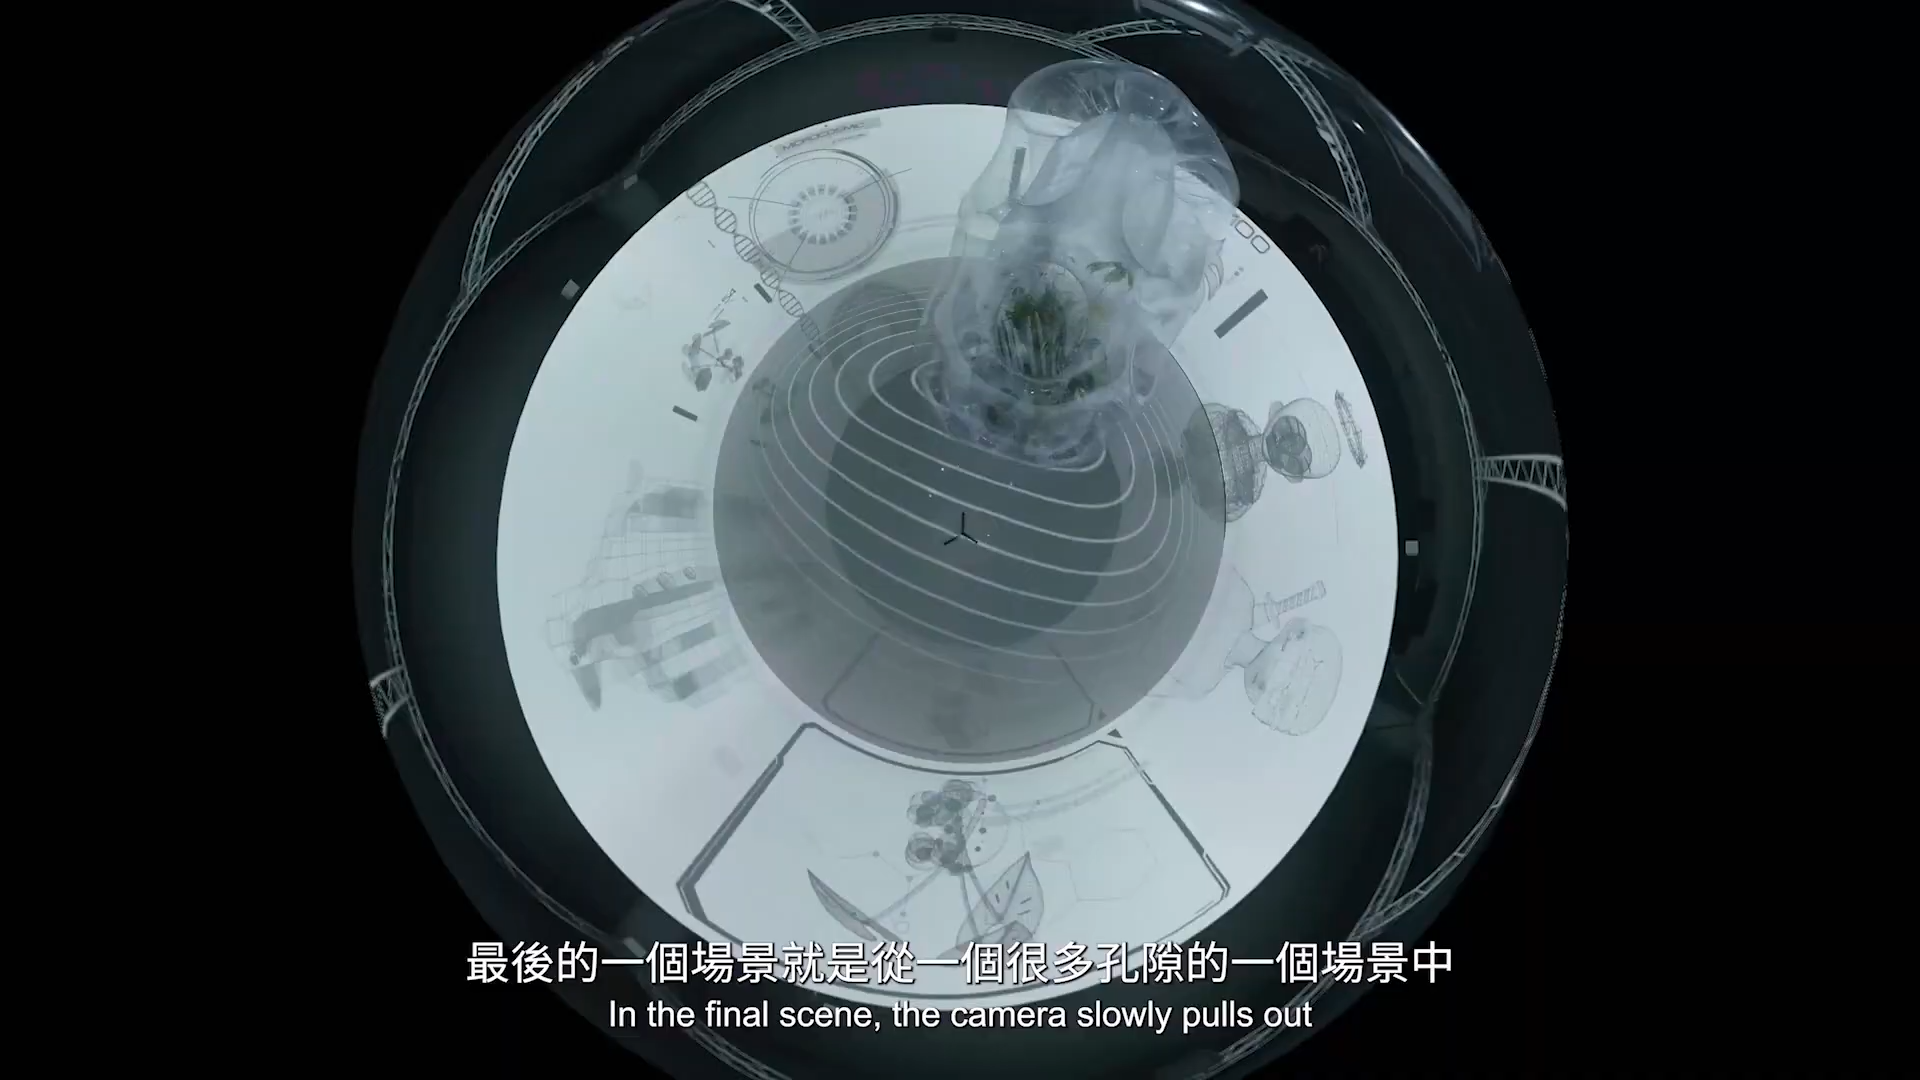 100
最後的一個場景就是從一個很多孔隙的一個場景中
In the final scene, the camera slowly pulls out